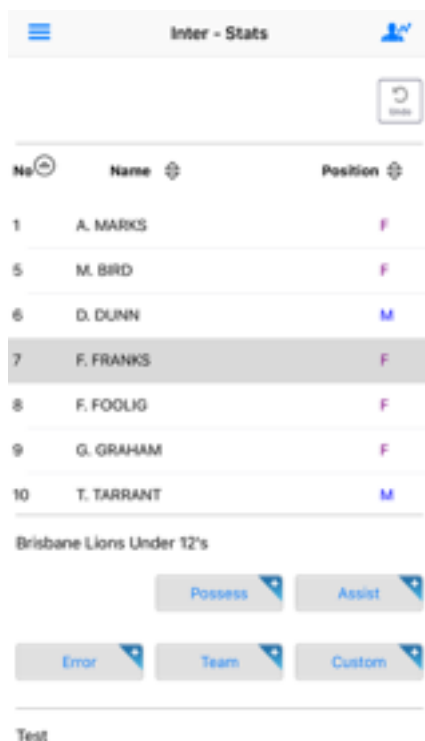 Inter - Stats
Undo
No Name Position
1 A. MARKS F
5 M. BIRD F
6 D. DUNN M
7 F. FRANKS F
8 F. FOOLIG F
9 G. GRAHAM F
10 T. TARRANT M
Brisbane Lions Under 12's
Possess Assist
Error Team Custom
Test